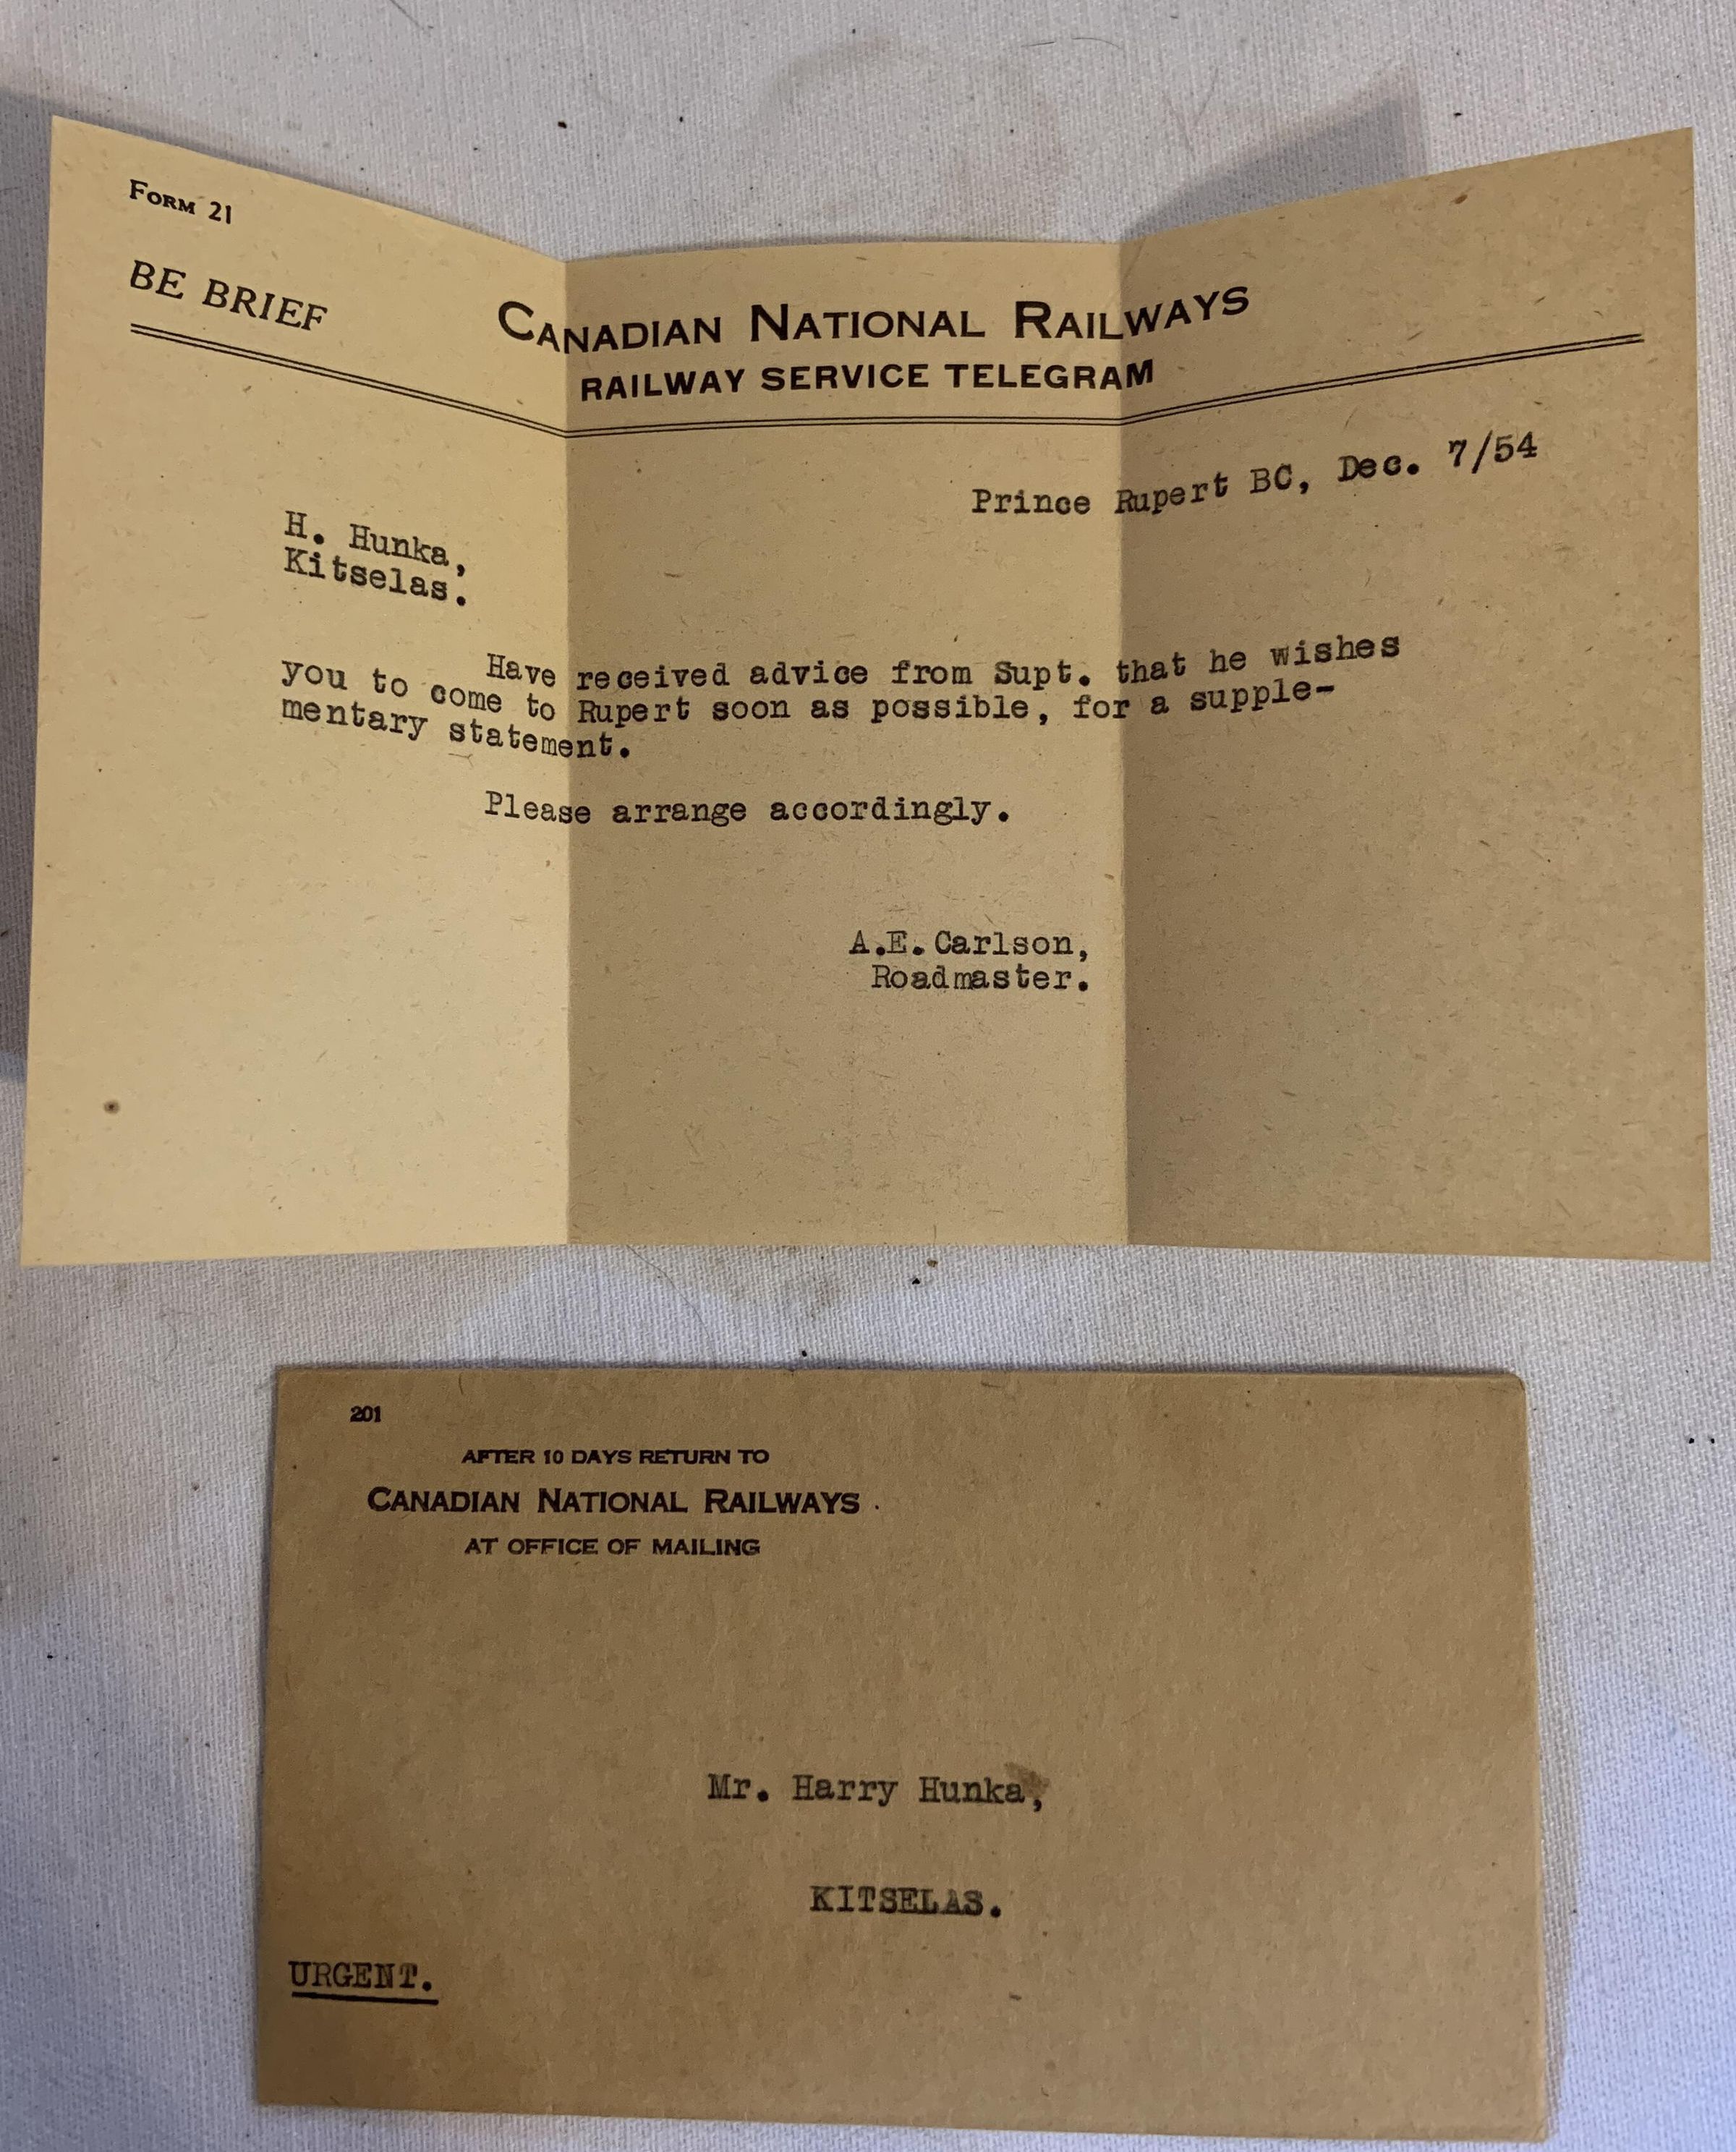 Form 21
BE BRIEF
CANADIAN NATIONAL RAILWAYS
RAILWAY SERVICE TELEGRAM
Prince Rupert BC, Dec. 7/54
H. Hunka,
Kitselas.
Have received advice from Supt. that he wishes
you to come to Rupert soon as possible, for a supple-
mentary statement.
Please arrange accordingly.
A.E.Carlson,
Roadmaster.
201
AFTER 10 DAYS RETURN TO
CANADIAN NATIONAL RAILWAYS
AT OFFICE OF MAILING
Mr. Harry Hunka,
KITSELAS.
URGENT.